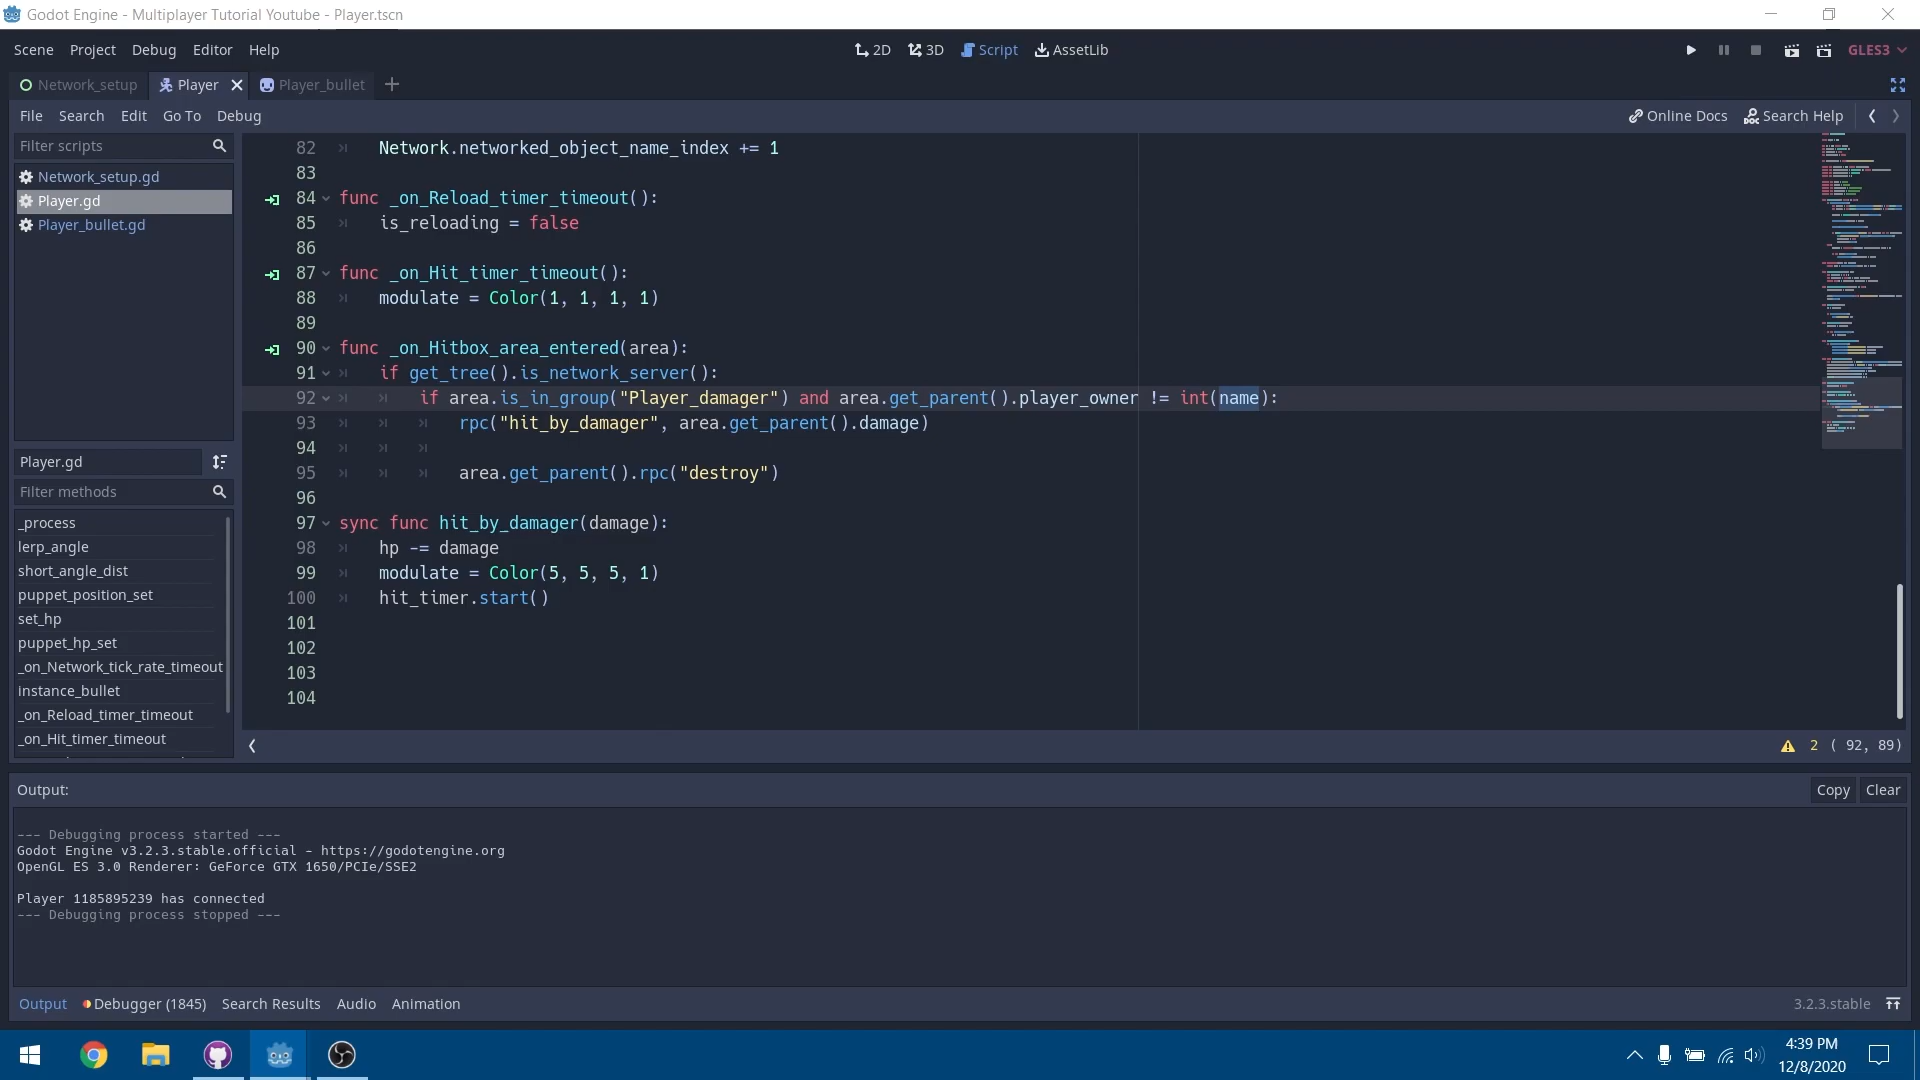 Godot Engine - Multiplayer Tutorial Youtube - Player.tscn
Scene Project Debug Editor Help 2D 3D Script AssetLib GLES3
Network_setup Player Player_bullet
File Search Edit Go To Debug Online Docs Search Help
Filter scripts
Network_setup.gd
Player.gd
Player_bullet.gd
82 Network.networked_object_name_index += 1
83
84 func _on_Reload_timer_timeout():
85 is_reloading = false
86
87 func _on_Hit_timer_timeout():
88 modulate = Color(1, 1, 1, 1)
89
90 func _on_Hitbox_area_entered(area):
91 if get_tree().is_network_server():
92 if area.is_in_group("Player_damager") and area.get_parent().player_owner != int(name):
93 rpc("hit_by_damager", area.get_parent().damage)
94
95 area.get_parent().rpc("destroy")
96
97 sync func hit_by_damager(damage):
98 hp -= damage
99 modulate = Color(5, 5, 5, 1)
100 hit_timer.start()
101
102
103
104
Player.gd
Filter methods
_process
lerp_angle
short_angle_dist
puppet_position_set
set_hp
puppet_hp_set
_on_Network_tick_rate_timeout
instance_bullet
_on_Reload_timer_timeout
_on_Hit_timer_timeout
2 ( 92, 89)
Output: Copy Clear
--- Debugging process started ---
Godot Engine v3.2.3.stable.official - https://godotengine.org
OpenGL ES 3.0 Renderer: GeForce GTX 1650/PCIe/SSE2
Player 1185895239 has connected
--- Debugging process stopped ---
Output Debugger (1845) Search Results Audio Animation 3.2.3.stable
4:39 PM
12/8/2020